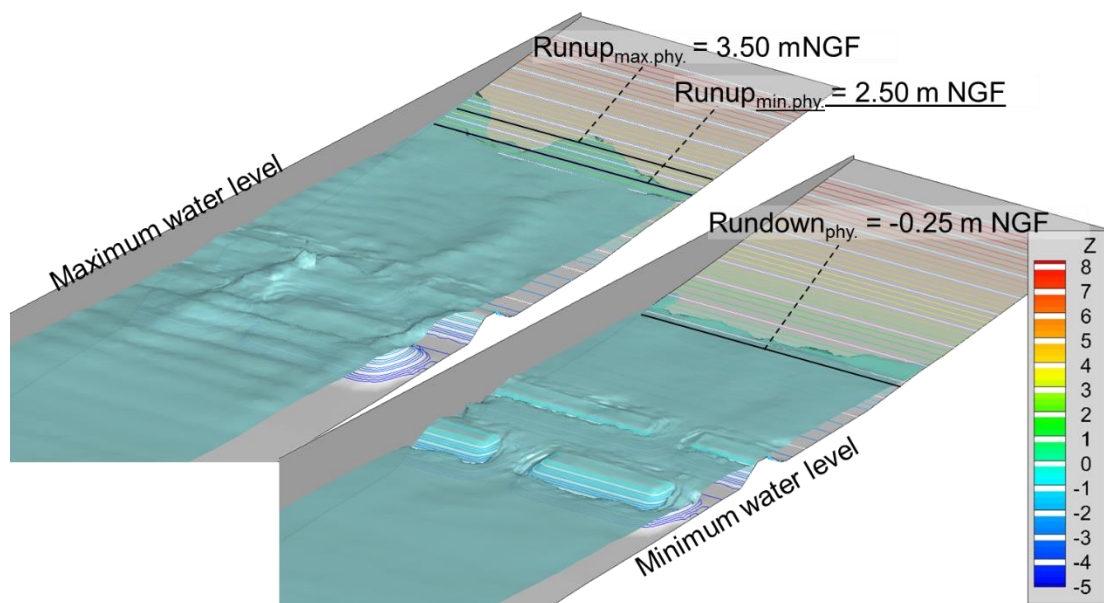 Runupmax.phy. = 3.50 mNGF
Runupmin.phy. = 2.50 m NGF
Maximum water level
Rundownphy. = -0.25 m NGF
Minimum water level
Z
8
7
6
5
4
3
2
1
0
-1
-2
-3
-4
-5